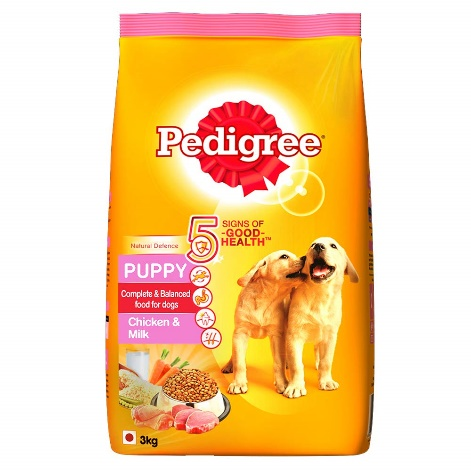 Pedigree®
5 SIGNS OF
-GOOD-
HEALTH™
Natural Defence
PUPPY
Complete & Balanced
food for dogs
Chicken &
Milk
3kg